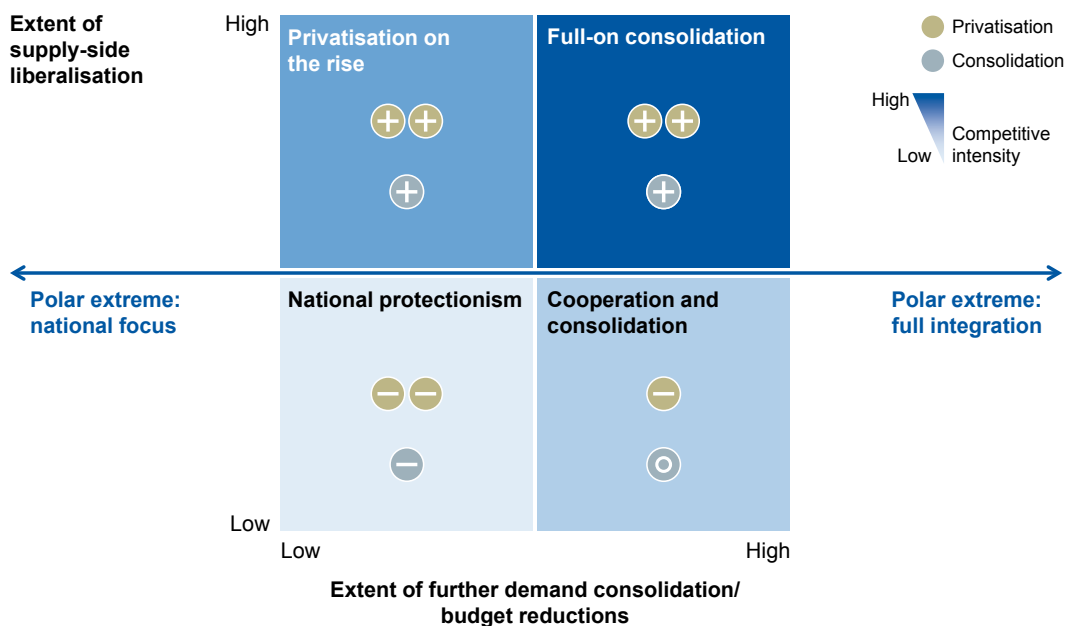 Extent of
supply-side
liberalisation
High
Privatisation on
the rise
Full-on consolidation
Privatisation
Consolidation
High
Low
Competitive
intensity
Polar extreme:
national focus
National protectionism
Cooperation and
consolidation
Polar extreme:
full integration
Low
Low
High
Extent of further demand consolidation/
budget reductions